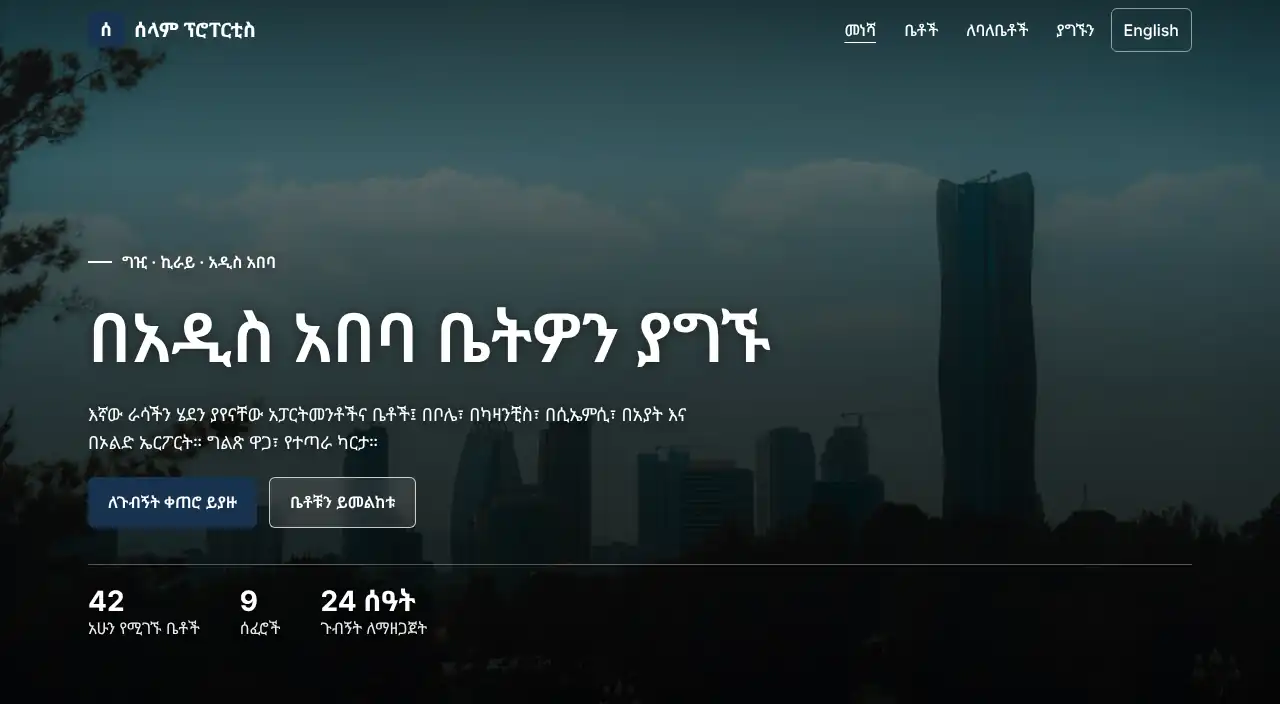 ሰ ሰላም ፕሮፐርቲስ
መነሻ ቤቶች ለባለቤቶች ያግኙን English
ግዢ · ኪራይ · አዲስ አበባ
በአዲስ አበባ ቤትዎን ያግኙ
እኛው ራሳችን ሄደን ያየናቸው አፓርትመንቶችና ቤቶች፤ በቦሌ፣ በካዛንቺስ፣ በሲኤምሲ፣ በአያት እና
በኦልድ ኤርፖርት። ግልጽ ዋጋ፣ የተጣራ ካርታ።
ለጉብኝት ቀጠሮ ይያዙ ቤቶቹን ይመልከቱ
42 9 24 ሰዓት
አሁን የሚገኙ ቤቶች ሰፈሮች ጉብኝት ለማዘጋጀት